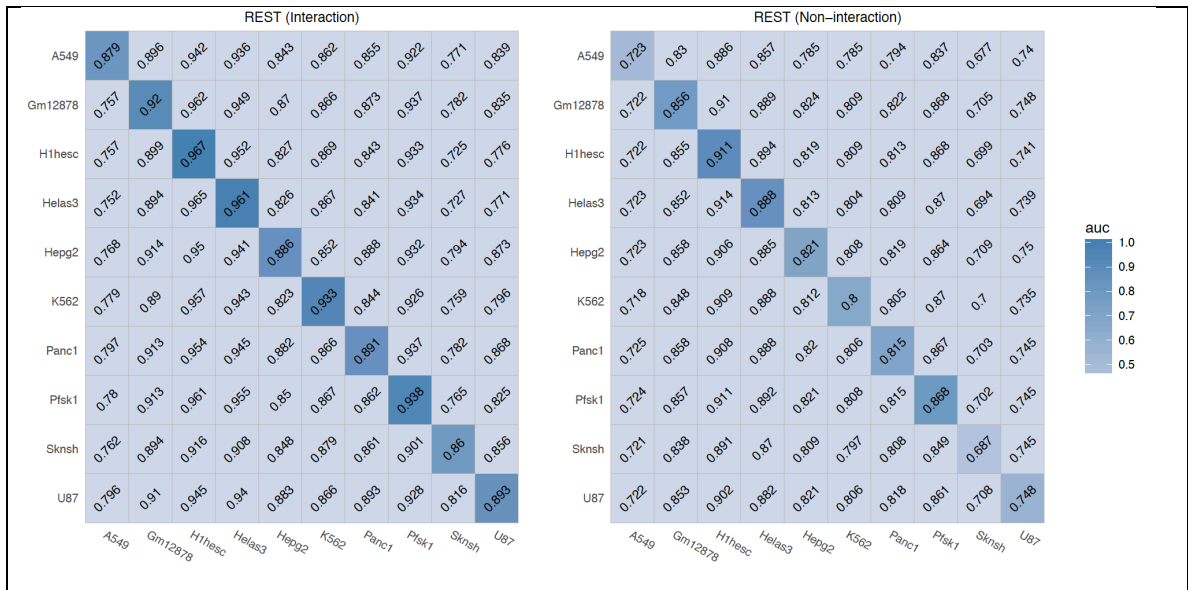 REST (Interaction)
REST (Non−interaction)
A549 0.879 0.896 0.942 0.936 0.843 0.862 0.855 0.922 0.771 0.839
Gm12878 0.757 0.92 0.962 0.949 0.87 0.866 0.873 0.937 0.782 0.835
H1hesc 0.757 0.899 0.967 0.952 0.827 0.869 0.843 0.933 0.725 0.776
Helas3 0.752 0.894 0.965 0.961 0.826 0.867 0.841 0.934 0.727 0.771
Hepg2 0.768 0.914 0.95 0.941 0.886 0.852 0.888 0.932 0.794 0.873
K562 0.779 0.89 0.957 0.943 0.823 0.933 0.844 0.926 0.759 0.796
Panc1 0.797 0.913 0.954 0.945 0.882 0.866 0.891 0.937 0.782 0.868
Pfsk1 0.78 0.913 0.961 0.955 0.85 0.867 0.862 0.938 0.765 0.825
Sknsh 0.762 0.894 0.916 0.908 0.848 0.879 0.861 0.901 0.86 0.856
U87 0.796 0.91 0.945 0.94 0.883 0.866 0.893 0.928 0.816 0.893
A549 Gm12878 H1hesc Helas3 Hepg2 K562 Panc1 Pfsk1 Sknsh U87
A549 0.723 0.83 0.886 0.857 0.785 0.785 0.794 0.837 0.677 0.74
Gm12878 0.722 0.856 0.91 0.889 0.824 0.809 0.822 0.868 0.705 0.748
H1hesc 0.722 0.855 0.911 0.894 0.819 0.809 0.813 0.868 0.699 0.741
Helas3 0.723 0.852 0.914 0.888 0.813 0.804 0.809 0.87 0.694 0.739
Hepg2 0.723 0.858 0.906 0.885 0.821 0.808 0.819 0.864 0.709 0.75
K562 0.718 0.848 0.909 0.888 0.812 0.8 0.805 0.87 0.7 0.735
Panc1 0.725 0.858 0.908 0.888 0.82 0.806 0.815 0.867 0.703 0.745
Pfsk1 0.724 0.857 0.911 0.892 0.821 0.808 0.815 0.868 0.702 0.745
Sknsh 0.721 0.838 0.891 0.87 0.809 0.797 0.808 0.849 0.687 0.745
U87 0.722 0.853 0.902 0.882 0.821 0.806 0.818 0.861 0.708 0.748
A549 Gm12878 H1hesc Helas3 Hepg2 K562 Panc1 Pfsk1 Sknsh U87
auc
1.0
0.9
0.8
0.7
0.6
0.5